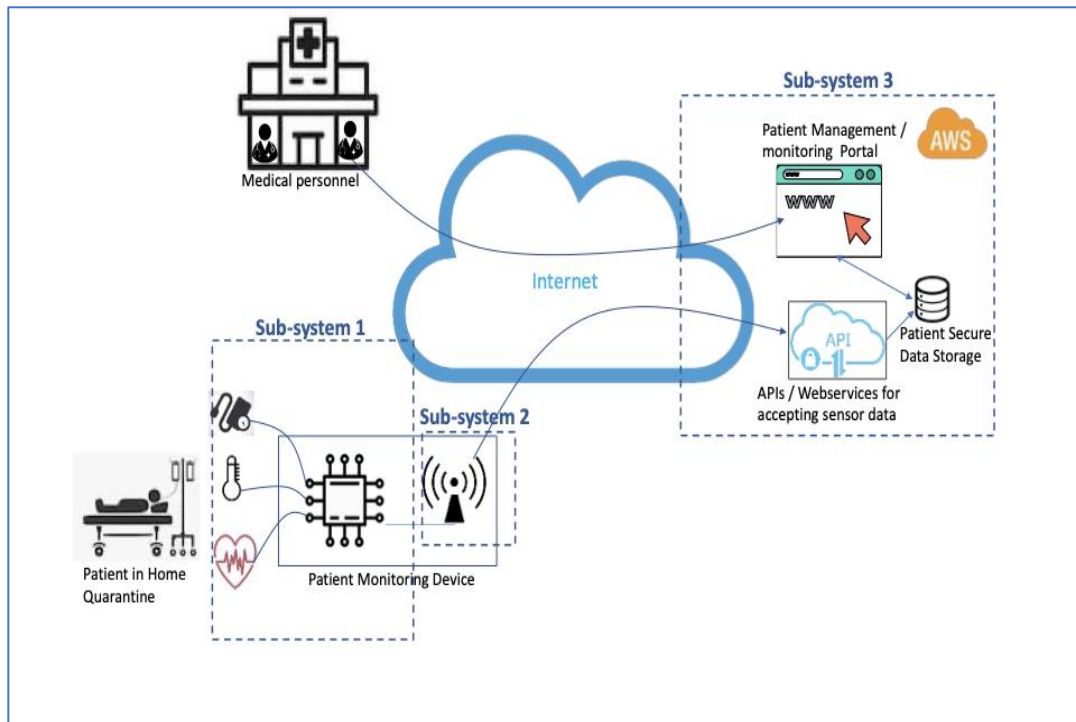 Sub-system 3
Patient Management /
monitoring Portal
AWS
www
WWW
Medical personnel
Internet
Patient Secure
Data Storage
API
APIs / Webservices for
accepting sensor data
Sub-system 1
Sub-system 2
Patient in Home
Quarantine
Patient Monitoring Device